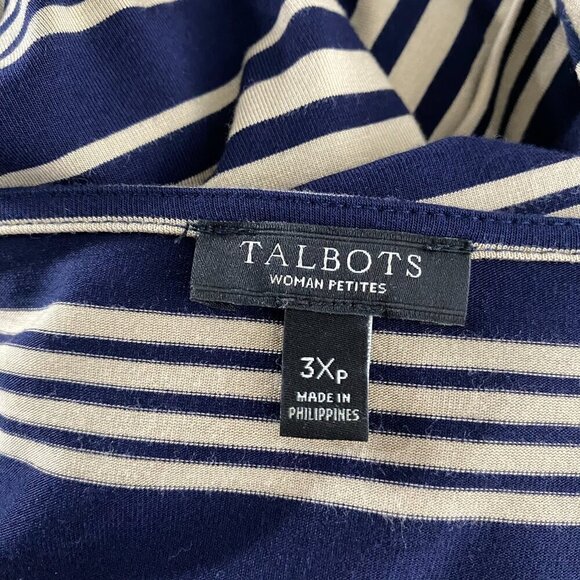 TALBOTS
WOMAN PETITES
3XP
MADE IN
PHILIPPINES